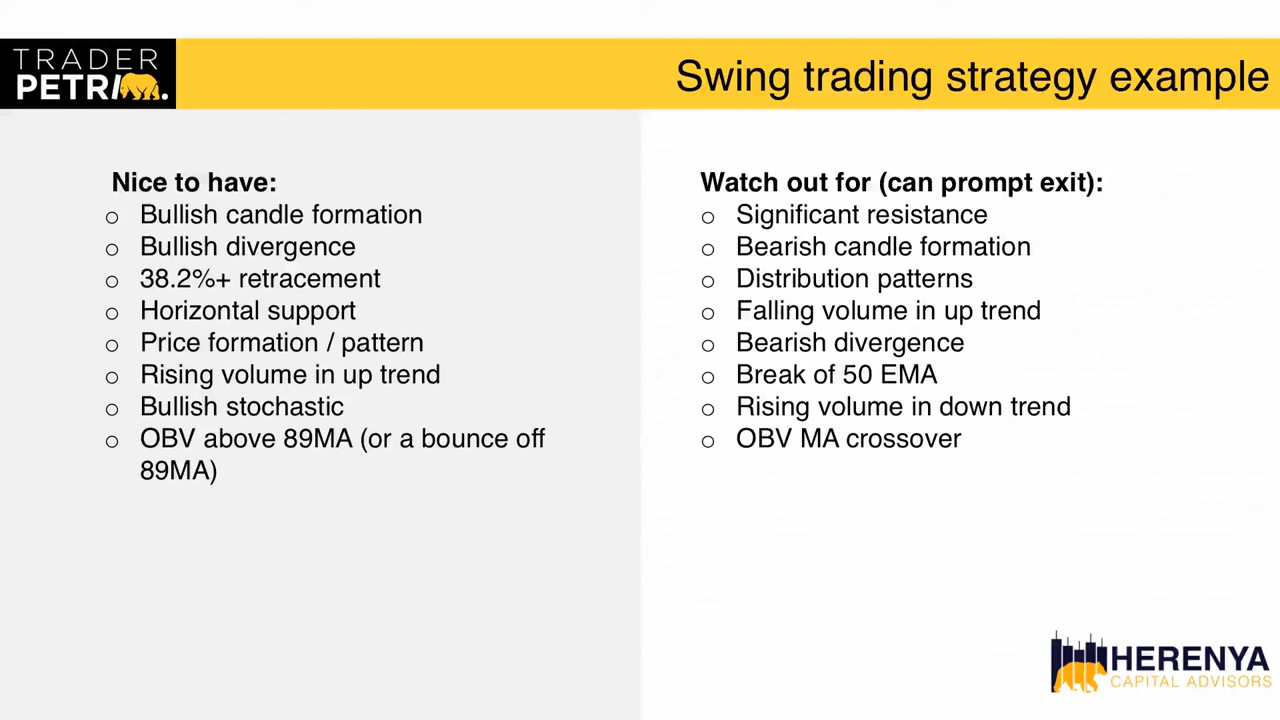 TRADER
PETRI.
Swing trading strategy example
Nice to have:
o Bullish candle formation
o Bullish divergence
o 38.2%+ retracement
o Horizontal support
o Price formation / pattern
o Rising volume in up trend
o Bullish stochastic
o OBV above 89MA (or a bounce off
89MA)
Watch out for (can prompt exit):
o Significant resistance
o Bearish candle formation
o Distribution patterns
o Falling volume in up trend
o Bearish divergence
o Break of 50 EMA
o Rising volume in down trend
o OBV MA crossover
HERENYA
CAPITAL ADVISORS